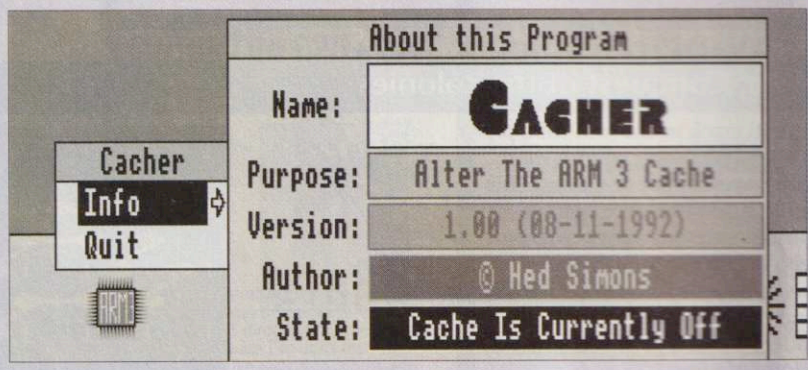 About this Program
Name: CACHER
Cacher
Purpose: Alter The ARM 3 Cache
Info
Version: 1.00 (08-11-1992)
Quit
Author: © Hed Simons
State: Cache Is Currently Off
ARM3